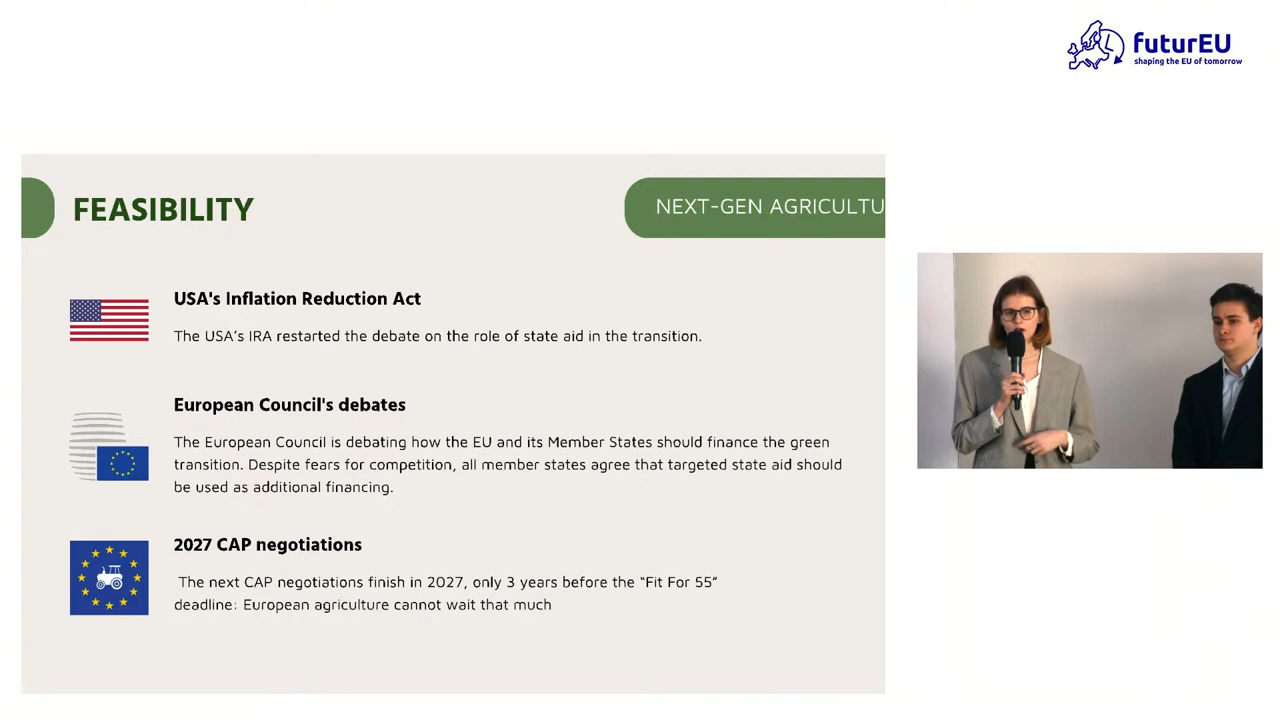 futurEU
shaping the EU of tomorrow
FEASIBILITY
NEXT-GEN AGRICULTU
USA's Inflation Reduction Act
The USA's IRA restarted the debate on the role of state aid in the transition.
European Council's debates
The European Council is debating how the EU and its Member States should finance the green
transition. Despite fears for competition, all member states agree that targeted state aid should
be used as additional financing.
2027 CAP negotiations
The next CAP negotiations finish in 2027, only 3 years before the “Fit For 55”
deadline: European agriculture cannot wait that much